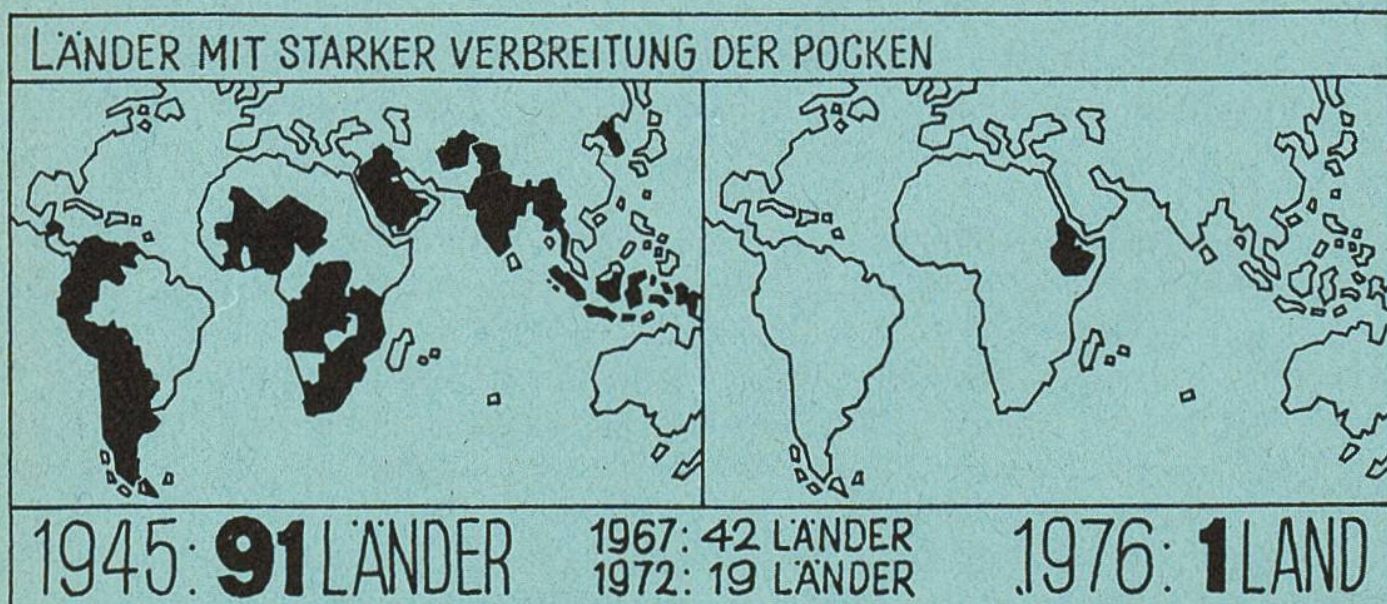 LÄNDER MIT STARKER VERBREITUNG DER POCKEN
1945: 91 LÄNDER
1967: 42 LÄNDER
1972: 19 LÄNDER
1976: 1 LAND